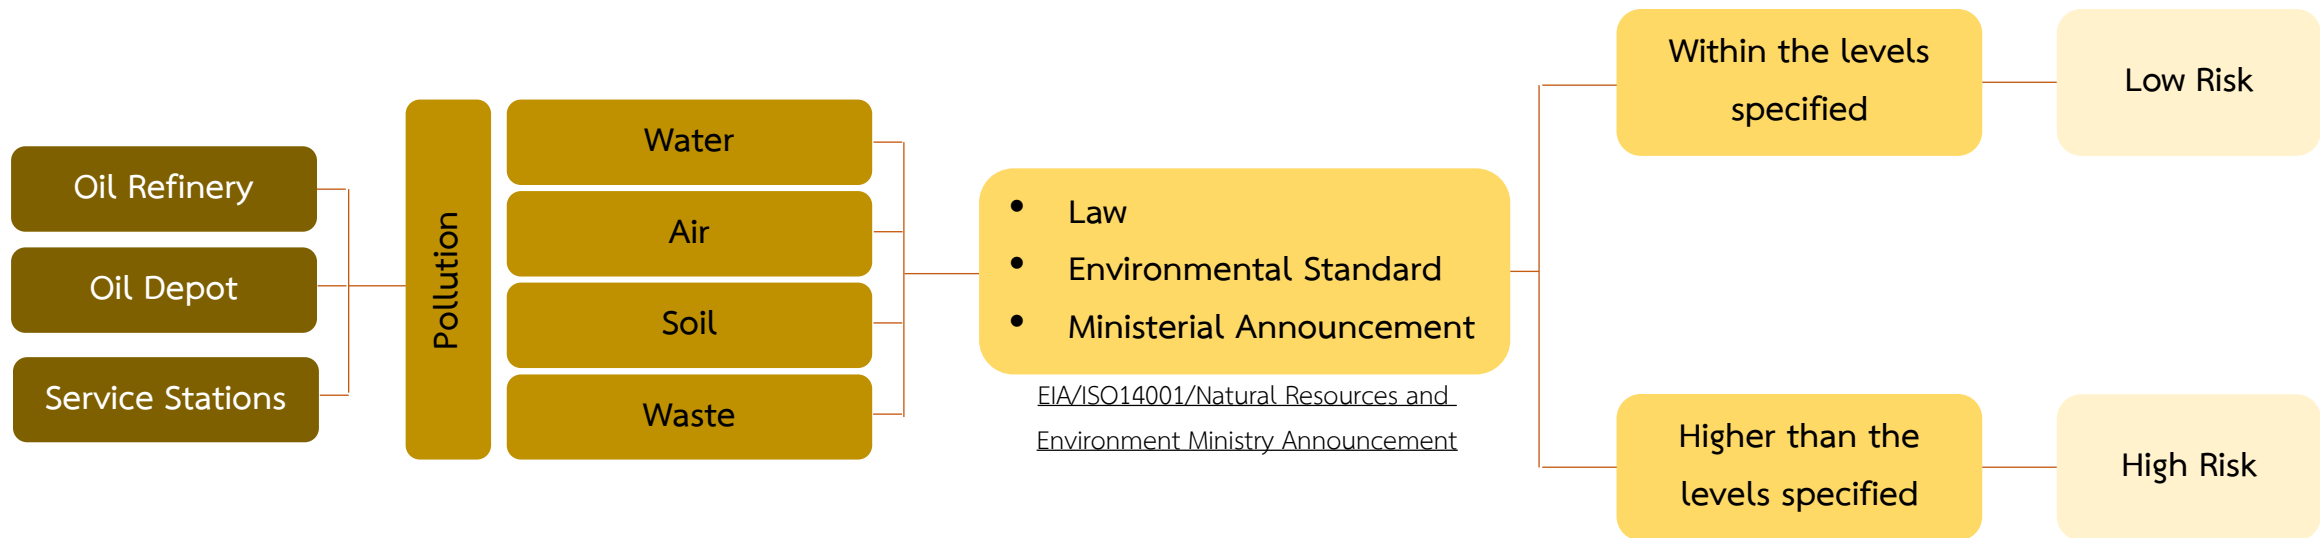 Oil Refinery
Oil Depot
Service Stations
Pollution
Water
Air
Soil
Waste
• Law
• Environmental Standard
• Ministerial Announcement
EIA/ISO14001/Natural Resources and
Environment Ministry Announcement
Within the levels
specified
Low Risk
Higher than the
levels specified
High Risk